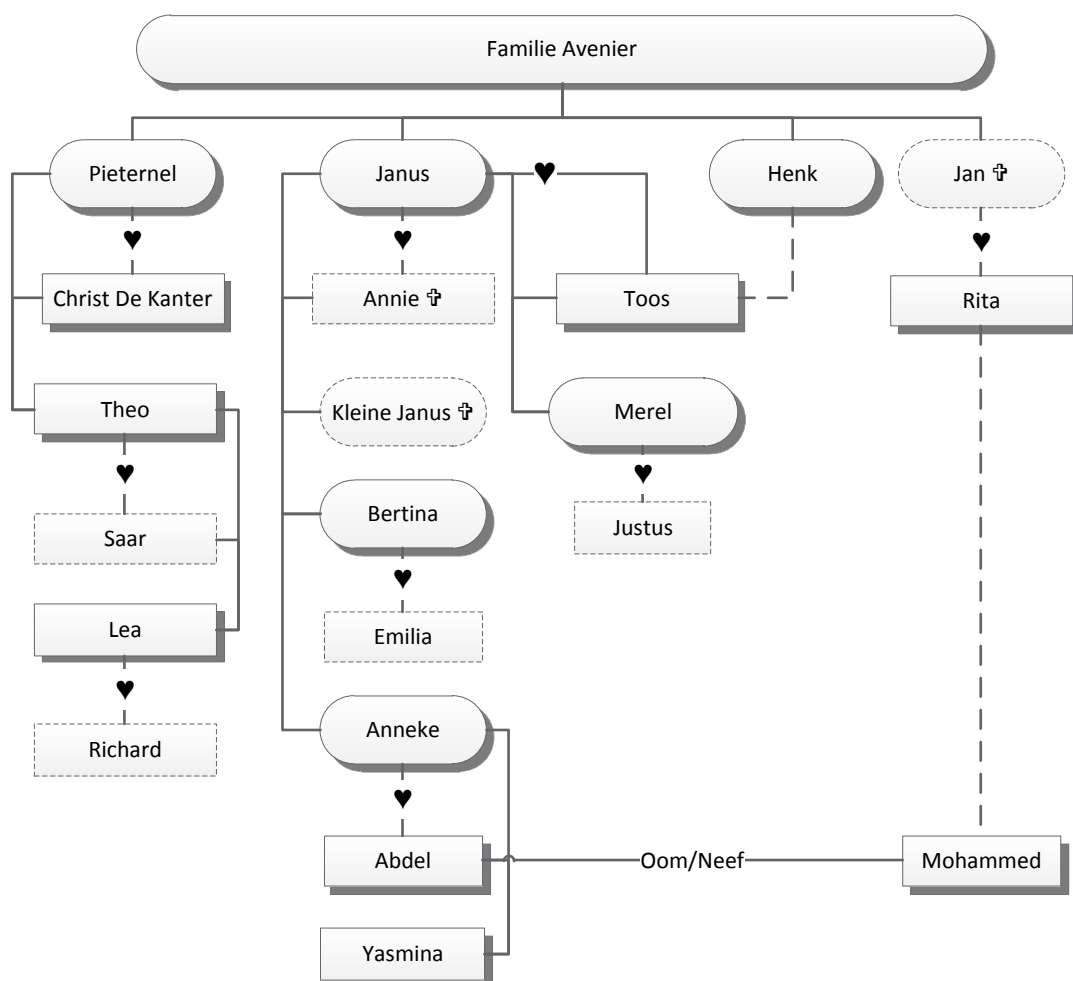 Familie Avenier
Pieternel
Janus
♥
Henk
Jan ✞
♥
♥
♥
Christ De Kanter
Annie ✞
Toos
Rita
Theo
Kleine Janus ✞
Merel
♥
♥
Saar
Bertina
Justus
♥
Lea
Emilia
♥
Richard
Anneke
♥
Abdel
Oom/Neef
Mohammed
Yasmina